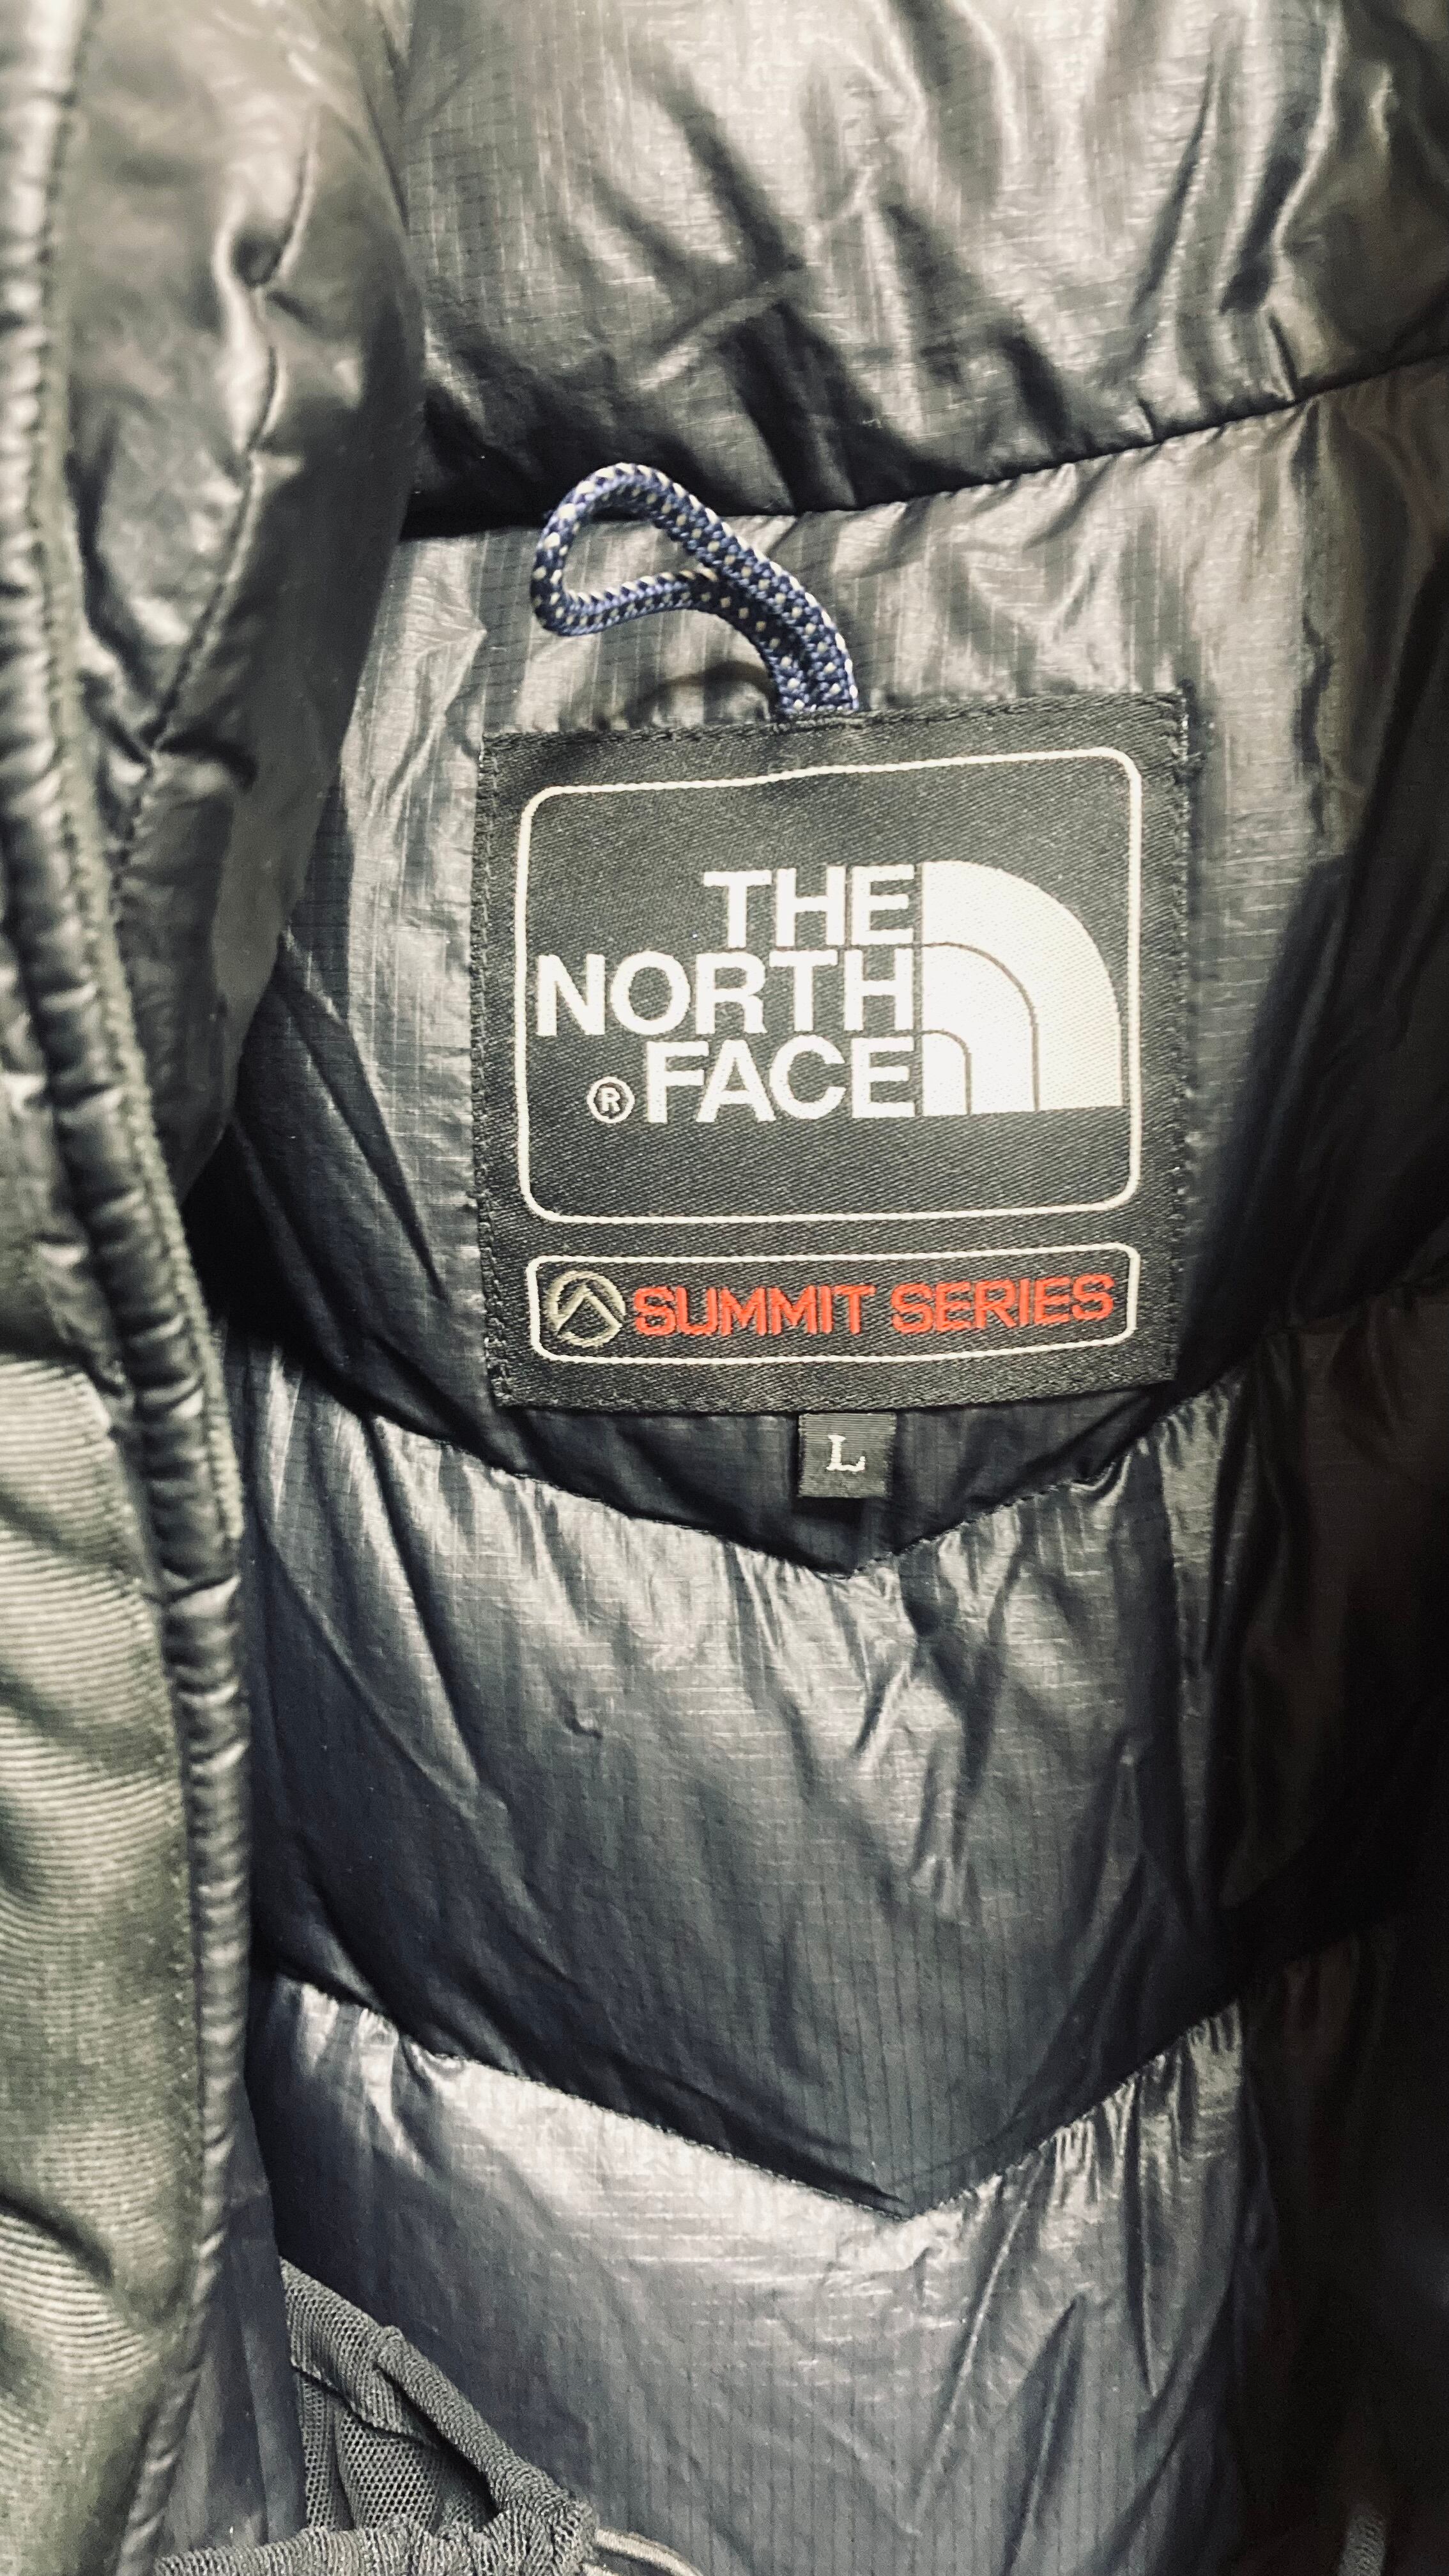 THE
NORTH
®FACE
SUMMIT SERIES
L